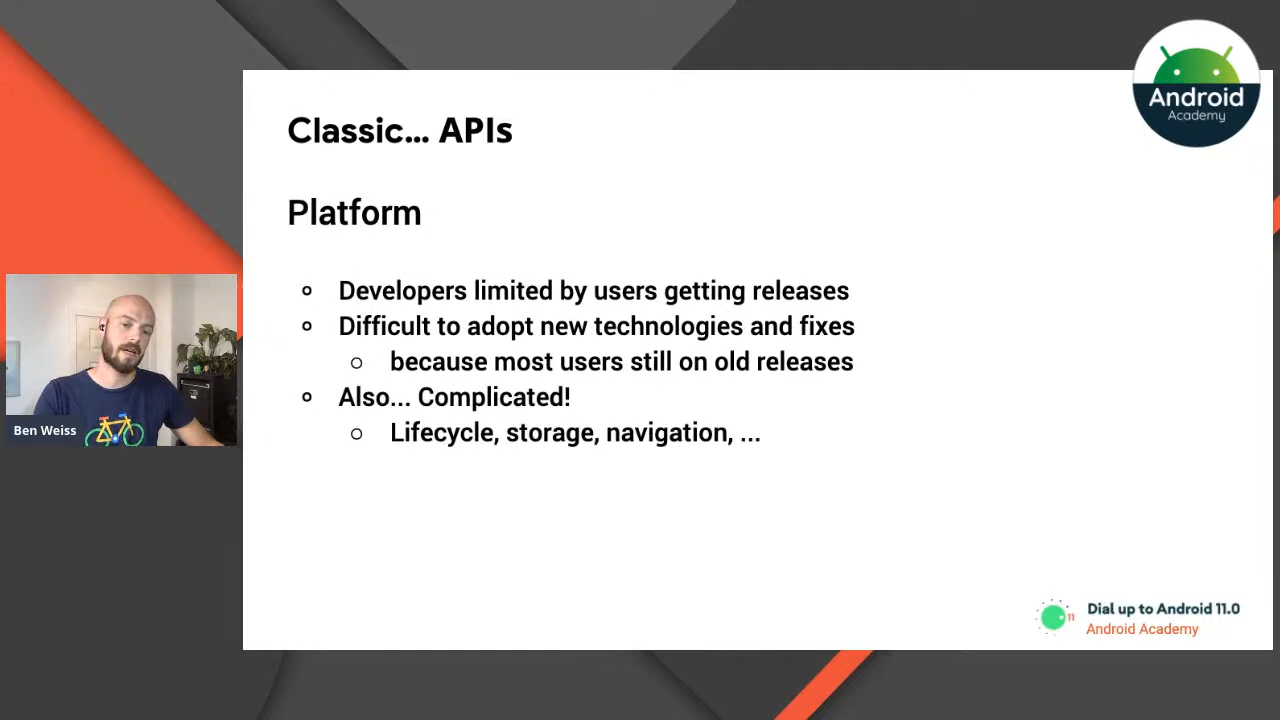 Android
Academy
Classic... APIs
Platform
Developers limited by users getting releases
Difficult to adopt new technologies and fixes
because most users still on old releases
Also... Complicated!
Lifecycle, storage, navigation, ...
Ben Weiss
11
Dial up to Android 11.0
Android Academy